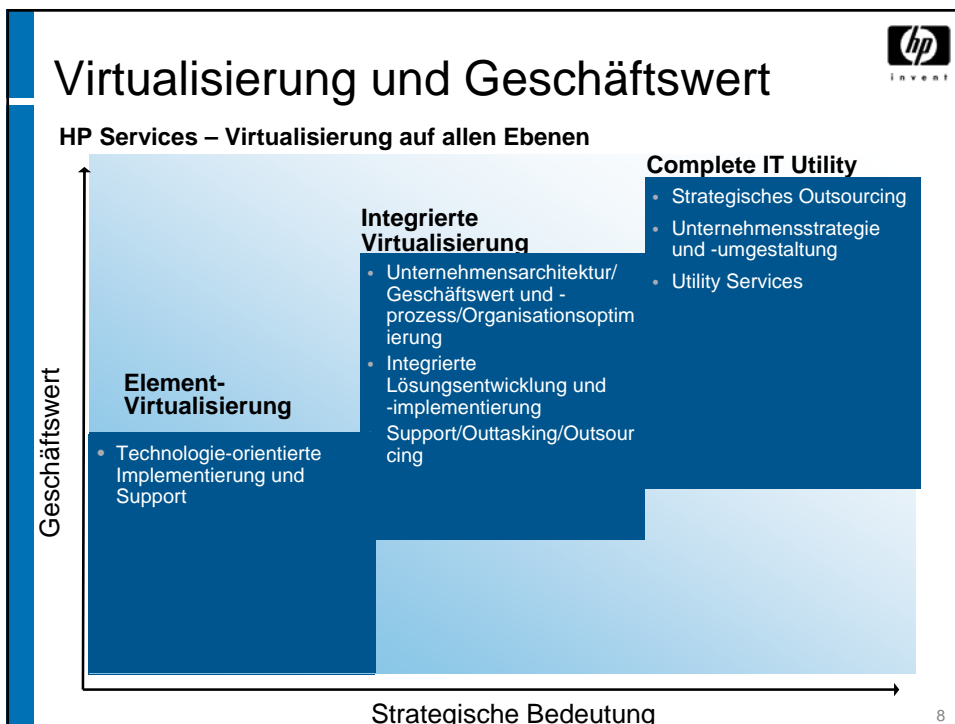 hp
invent
Virtualisierung und Geschäftswert
HP Services – Virtualisierung auf allen Ebenen
Complete IT Utility
• Strategisches Outsourcing
• Unternehmensstrategie
und -umgestaltung
• Utility Services
Integrierte
Virtualisierung
• Unternehmensarchitektur/
Geschäftswert und -
prozess/Organisationsoptim
ierung
• Integrierte
Lösungsentwicklung und
-implementierung
Support/Outtasking/Outsour
cing
Element-
Virtualisierung
• Technologie-orientierte
Implementierung und
Support
Geschäftswert
Strategische Bedeutung
8